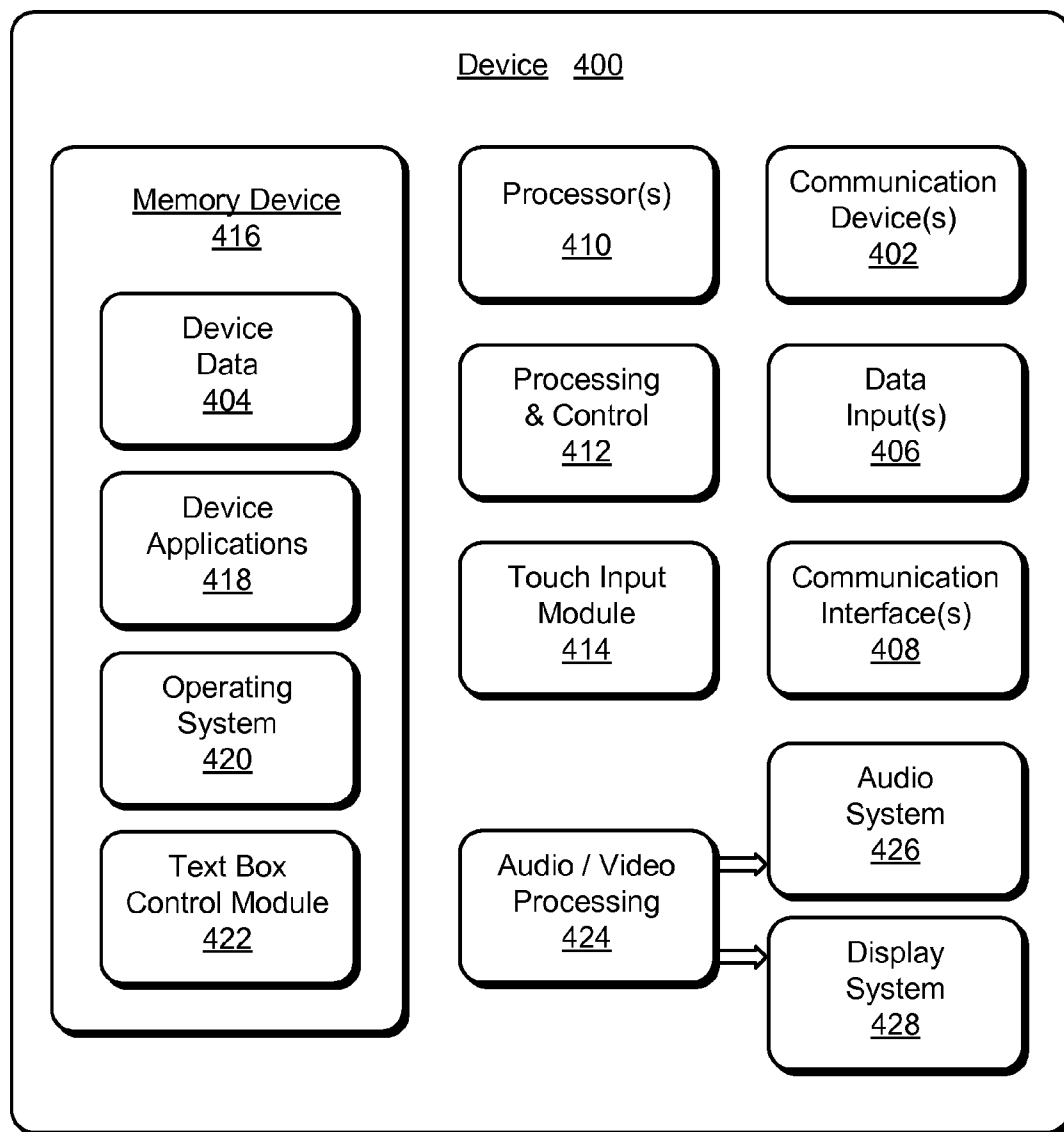 Device 400
Memory Device
416
Device
Data
404
Device
Applications
418
Operating
System
420
Text Box
Control Module
422
Processor(s)
410
Communication
Device(s)
402
Processing
& Control
412
Data
Input(s)
406
Touch Input
Module
414
Communication
Interface(s)
408
Audio / Video
Processing
424
Audio
System
426
Display
System
428